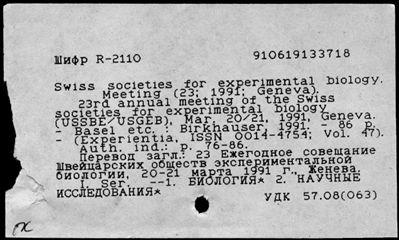 Шифр R-2110 910619133718
Swiss societies for experimental biology.
Meeting (23; 1991; Geneva).
23rd annual meeting of the Swiss
societies for experimental biology
(USSBE/USGEB), Mar. 20/21, 1991, Geneva.
- Basel etc. : Birkhauser, 1991. - 86 p.
- (Experientia, ISSN 0014-4754; Vol. 47).
Auth. ind.: p. 76-86.
Перевод загл.: 23 Ежегодное совещание
Швейцарских обществ экспериментальной
биологии, 20-21 марта 1991 г., Женева.
I. Ser. --1. БИОЛОГИЯ* 2. НАУЧНЫЕ
ИССЛЕДОВАНИЯ*
УДК 57.08(063)